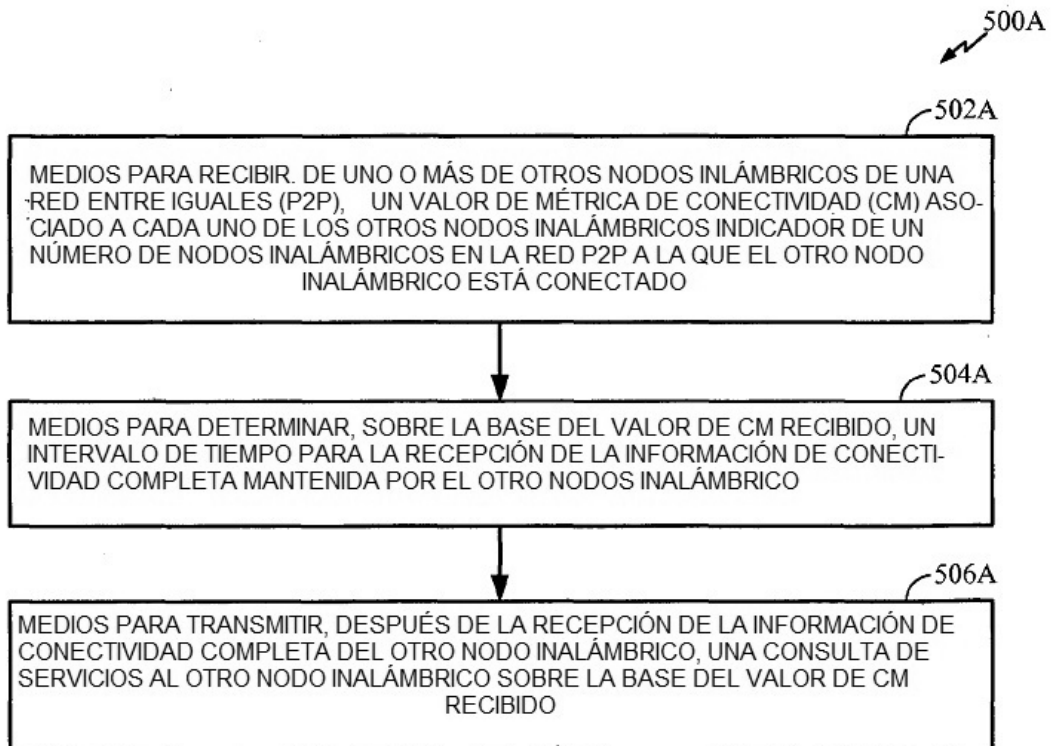 500A
502A
MEDIOS PARA RECIBIR. DE UNO O MÁS DE OTROS NODOS INLÁMBRICOS DE UNA
RED ENTRE IGUALES (P2P), UN VALOR DE MÉTRICA DE CONECTIVIDAD (CM) ASO-
CIADO A CADA UNO DE LOS OTROS NODOS INALÁMBRICOS INDICADOR DE UN
NÚMERO DE NODOS INALÁMBRICOS EN LA RED P2P A LA QUE EL OTRO NODO
INALÁMBRICO ESTÁ CONECTADO
504A
MEDIOS PARA DETERMINAR, SOBRE LA BASE DEL VALOR DE CM RECIBIDO, UN
INTERVALO DE TIEMPO PARA LA RECEPCIÓN DE LA INFORMACIÓN DE CONECTI-
VIDAD COMPLETA MANTENIDA POR EL OTRO NODOS INALÁMBRICO
506A
MEDIOS PARA TRANSMITIR, DESPUÉS DE LA RECEPCIÓN DE LA INFORMACIÓN DE
CONECTIVIDAD COMPLETA DEL OTRO NODO INALÁMBRICO, UNA CONSULTA DE
SERVICIOS AL OTRO NODO INALÁMBRICO SOBRE LA BASE DEL VALOR DE CM
RECIBIDO